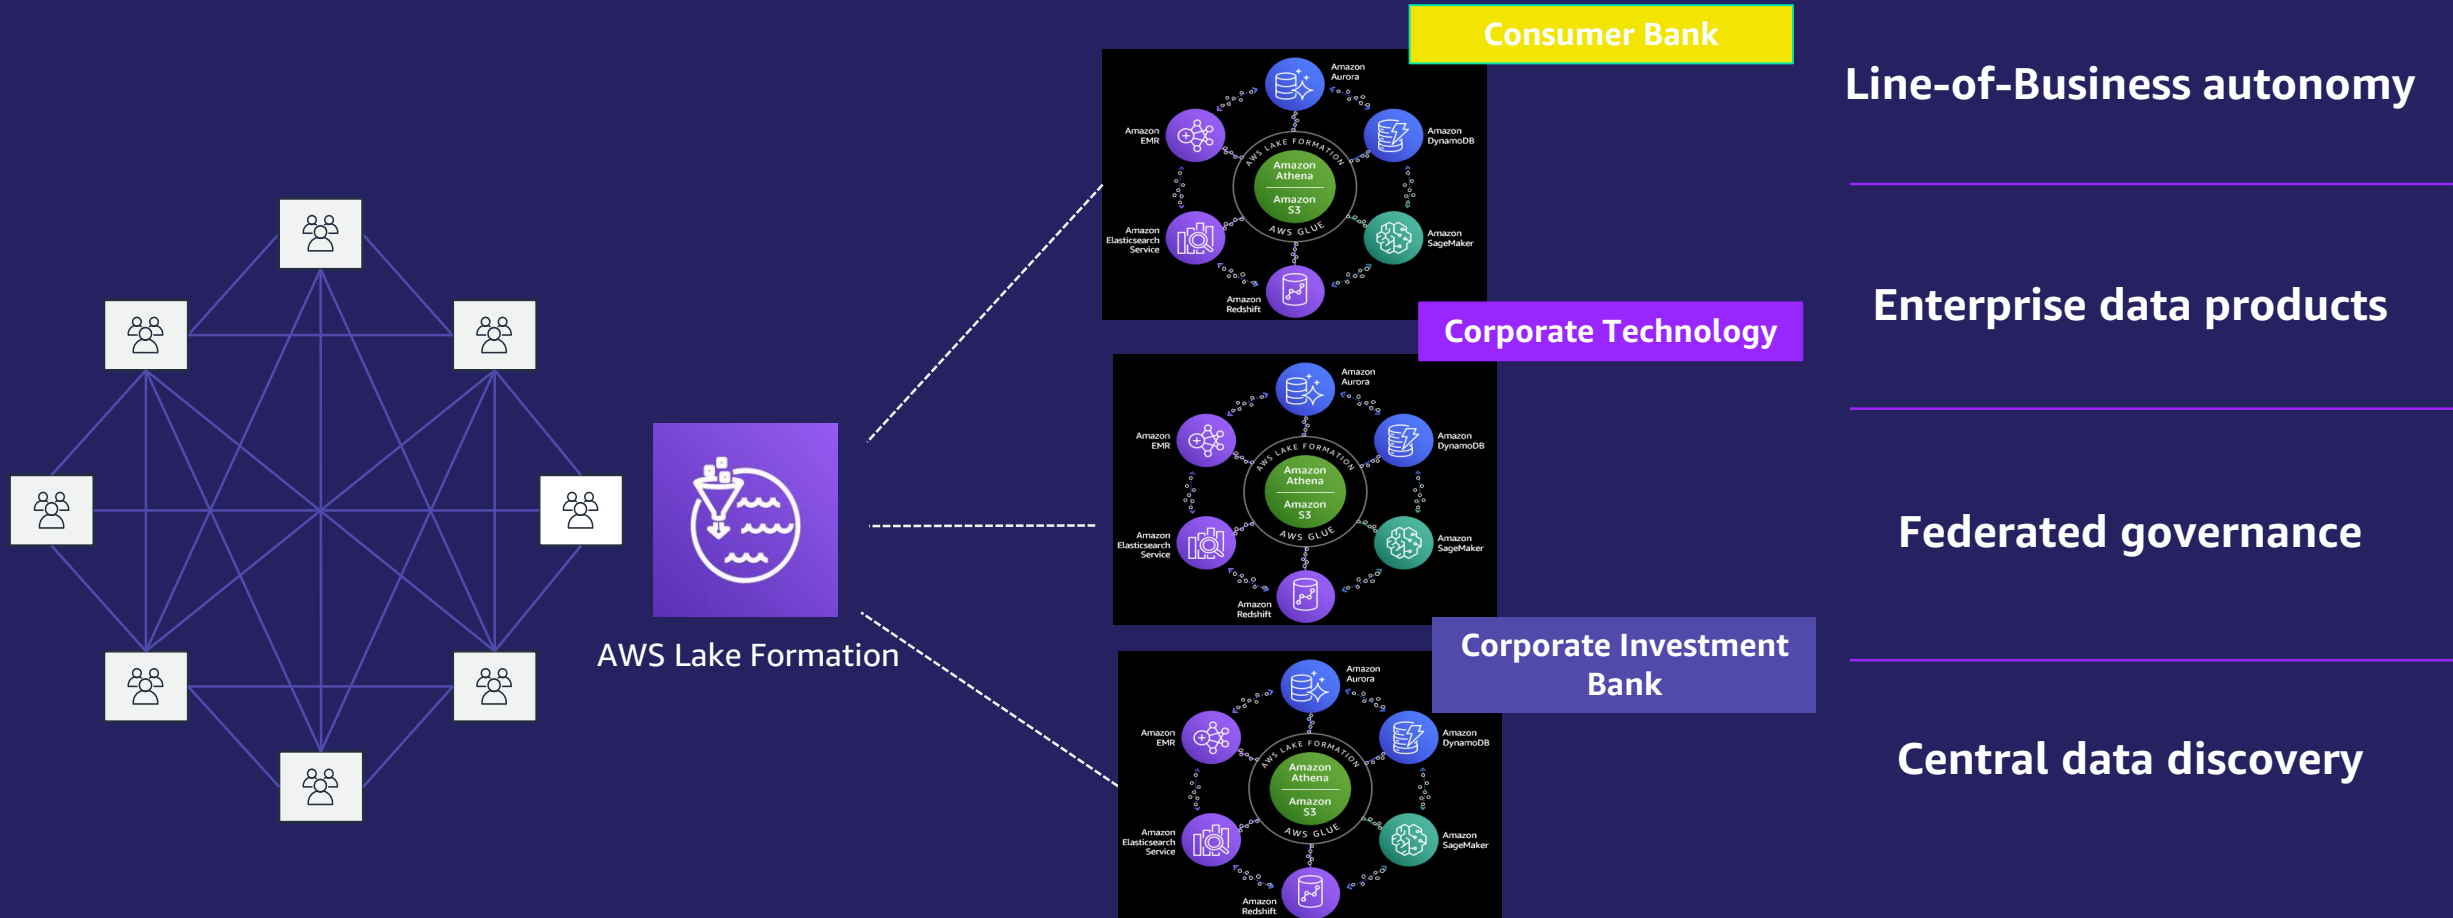 Consumer Bank
Amazon
Aurora
Amazon
EMR
Amazon
DynamoDB
AWS LAKE FORMATION
Amazon
Athena
Amazon
S3
AWS GLUE
Amazon
Elasticsearch
Service
Amazon
SageMaker
Amazon
Redshift
Corporate Technology
Amazon
Aurora
Amazon
EMR
Amazon
DynamoDB
AWS LAKE FORMATION
Amazon
Athena
Amazon
S3
AWS GLUE
Amazon
Elasticsearch
Service
Amazon
SageMaker
Amazon
Redshift
AWS Lake Formation
Corporate Investment
Bank
Amazon
Aurora
Amazon
EMR
Amazon
DynamoDB
AWS LAKE FORMATION
Amazon
Athena
Amazon
S3
AWS GLUE
Amazon
Elasticsearch
Service
Amazon
SageMaker
Amazon
Redshift
Line-of-Business autonomy
Enterprise data products
Federated governance
Central data discovery